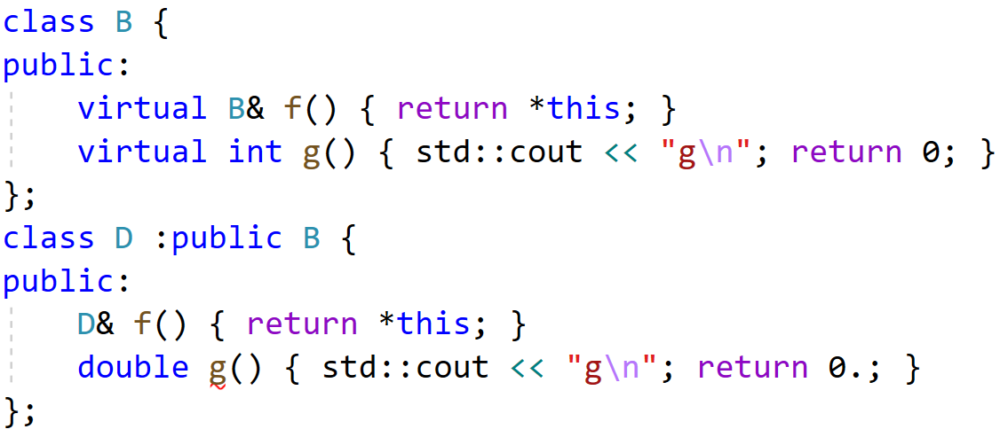 class B {
public:
    virtual B& f() { return *this; }
    virtual int g() { std::cout << "g\n"; return 0; }
};
class D :public B {
public:
    D& f() { return *this; }
    double g() { std::cout << "g\n"; return 0.; }
};